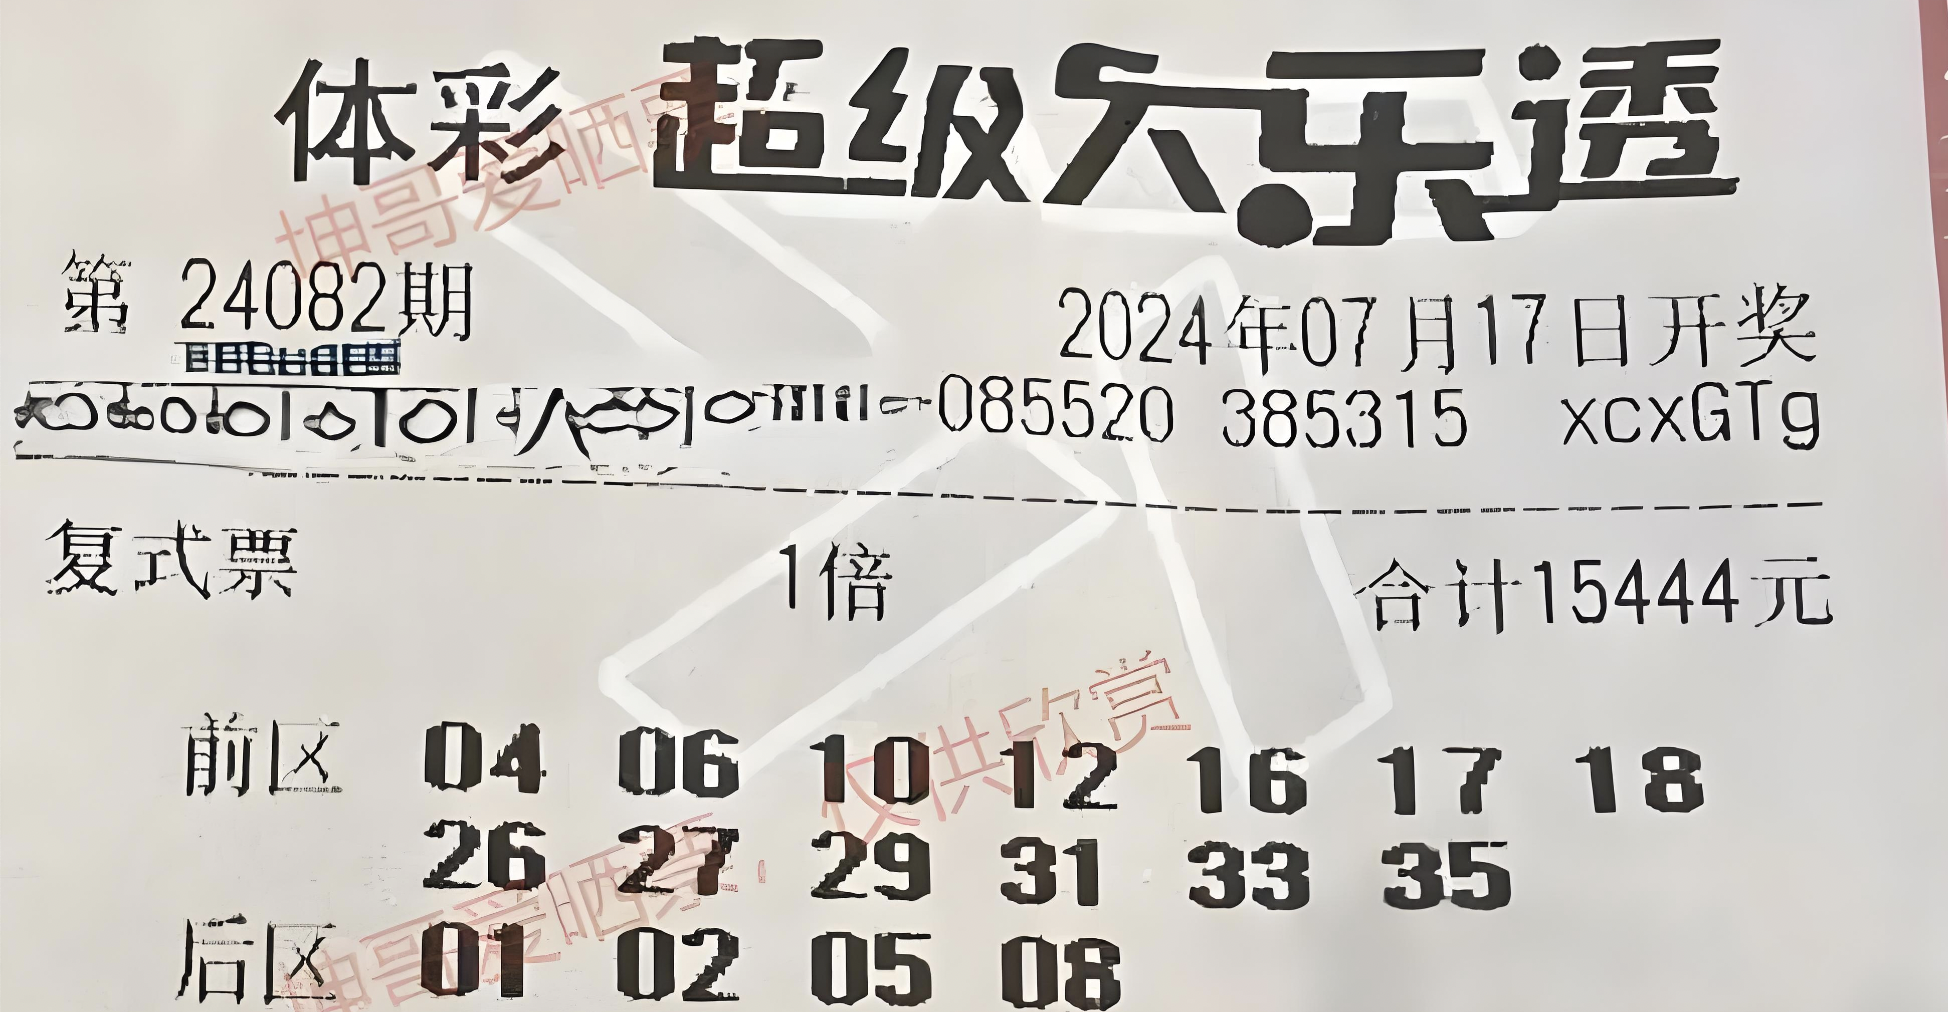 体彩 超级大乐透
第 24082期 2024年07月17日开奖
085520 385315 xcxGTg
复式票 1倍 合计15444元
前区 04 06 10 12 16 17 18
26 27 29 31 33 35
后区 01 02 05 08
坤哥爱晒票
仅供欣赏
坤哥爱晒票